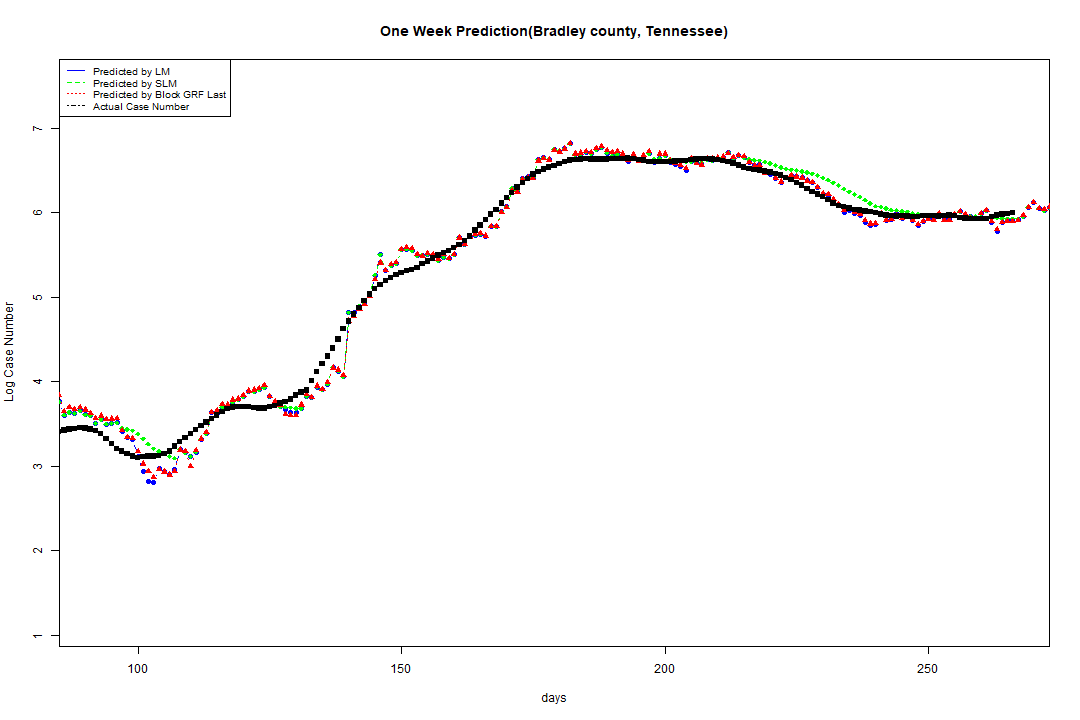 One Week Prediction(Bradley county, Tennessee)
Predicted by LM
Predicted by SLM
Predicted by Block GRF Last
Actual Case Number
7
6
5
4
3
2
1
Log Case Number
100 150 200 250
days